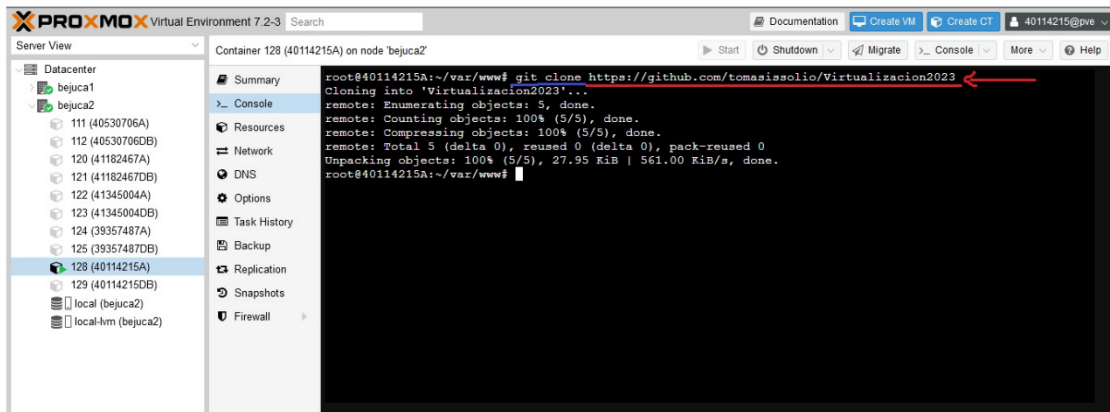 PROXMOX Virtual Environment 7.2-3 Search Documentation Create VM Create CT 40114215@pve
Server View
Container 128 (40114215A) on node 'bejuca2' Start Shutdown Migrate Console More Help
Datacenter
bejuca1
bejuca2
111 (40530706A)
112 (40530706DB)
120 (41182467A)
121 (41182467DB)
122 (41345004A)
123 (41345004DB)
124 (39357487A)
125 (39357487DB)
128 (40114215A)
129 (40114215DB)
local (bejuca2)
local-lvm (bejuca2)
Summary
>_ Console
Resources
Network
DNS
Options
Task History
Backup
Replication
Snapshots
Firewall
root@40114215A:~/var/www# git clone https://github.com/tomasissolio/Virtualizacion2023
Cloning into 'Virtualizacion2023'...
remote: Enumerating objects: 5, done.
remote: Counting objects: 100% (5/5), done.
remote: Compressing objects: 100% (5/5), done.
remote: Total 5 (delta 0), reused 0 (delta 0), pack-reused 0
Unpacking objects: 100% (5/5), 27.95 KiB | 561.00 KiB/s, done.
root@40114215A:~/var/www#